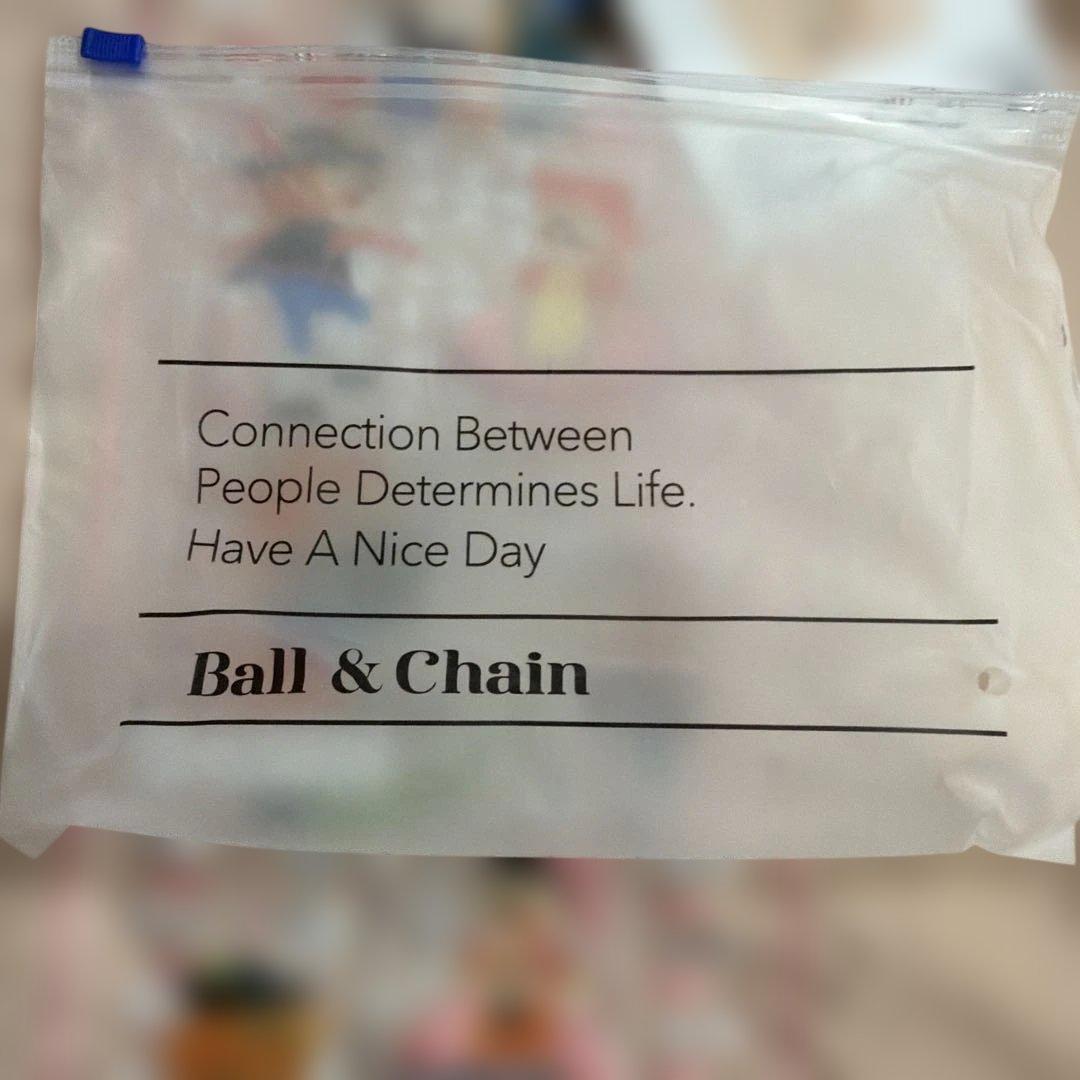 Connection Between
People Determines Life.
Have A Nice Day
Ball & Chain